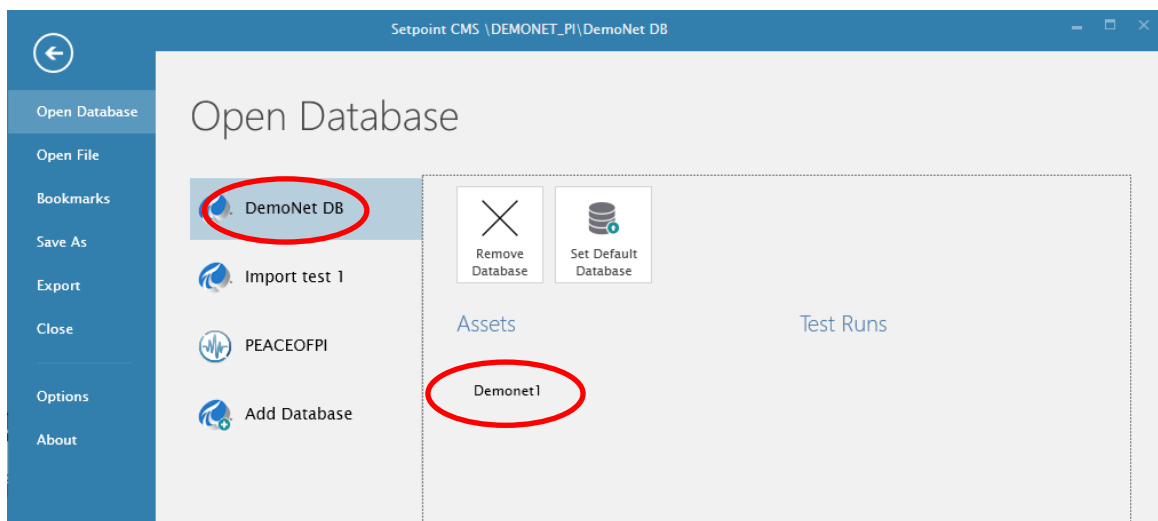 Setpoint CMS \DEMONET_PI\DemoNet DB
Open Database
Open File
Bookmarks
Save As
Export
Close
Options
About
Open Database
DemoNet DB
Import test 1
PEACEOFPI
Add Database
Remove
Database
Set Default
Database
Assets
Demonet1
Test Runs